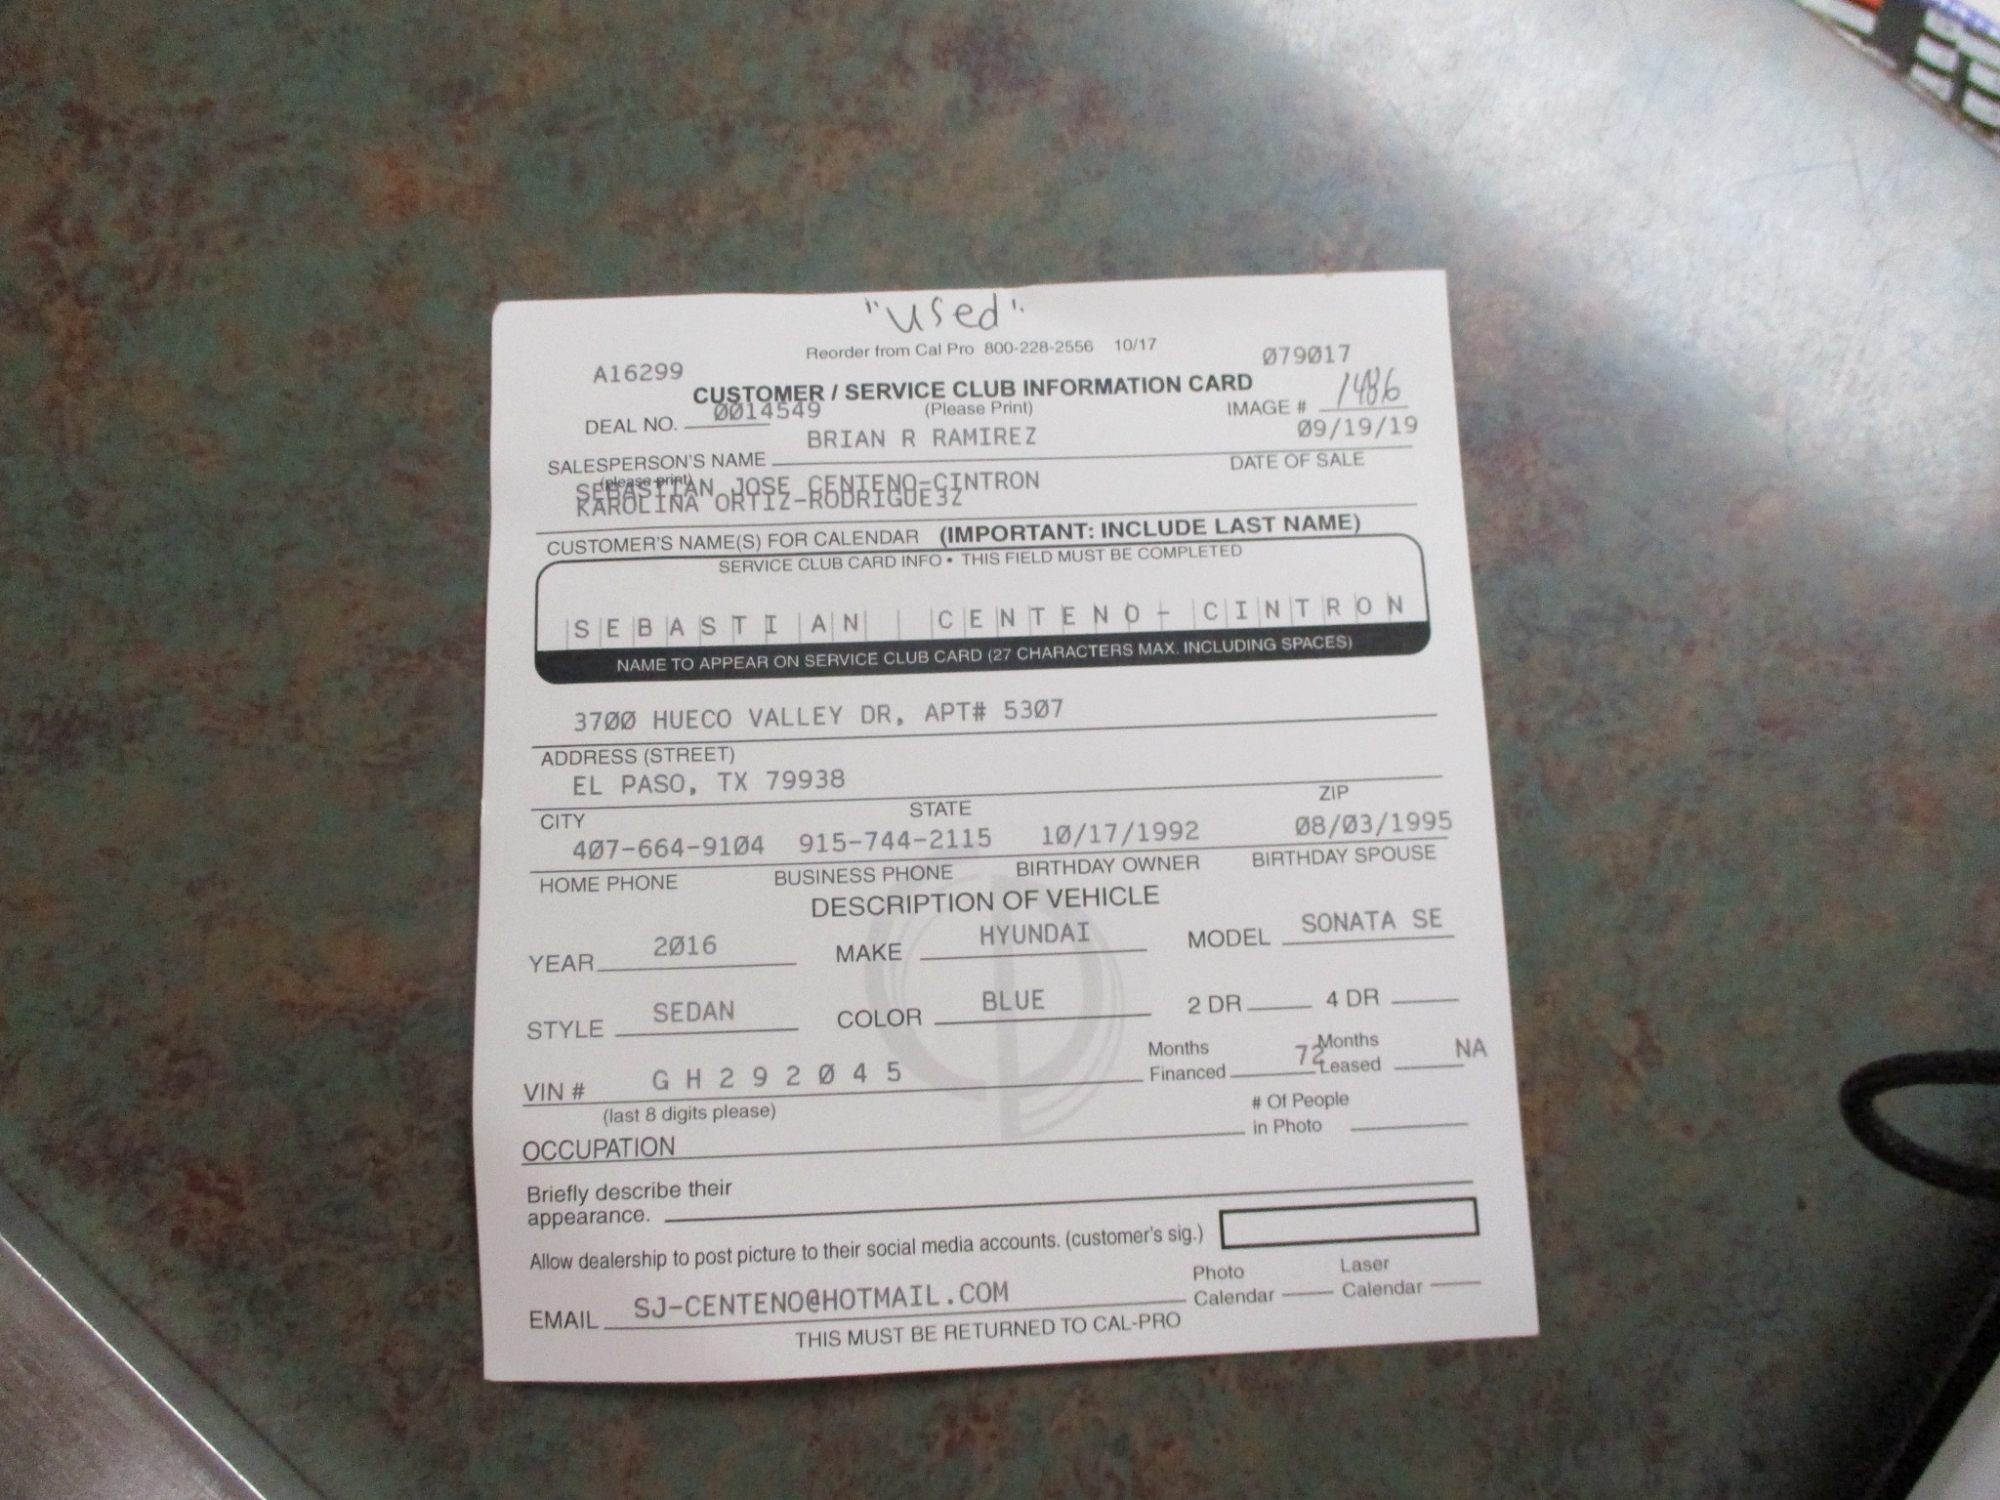 "used"
Reorder from Cal Pro 800-228-2556 10/17
A16299 079017
CUSTOMER / SERVICE CLUB INFORMATION CARD
DEAL NO. 0014549 (Please Print) IMAGE # 1486
BRIAN R RAMIREZ 09/19/19
SALESPERSON'S NAME DATE OF SALE
(please print)
SEBASTIAN JOSE CENTENO-CINTRON
KAROLINA ORTIZ-RODRIGUE3Z
CUSTOMER'S NAME(S) FOR CALENDAR (IMPORTANT: INCLUDE LAST NAME)
SERVICE CLUB CARD INFO • THIS FIELD MUST BE COMPLETED
SEBASTIAN CENTENO-CINTRON
NAME TO APPEAR ON SERVICE CLUB CARD (27 CHARACTERS MAX. INCLUDING SPACES)
3700 HUECO VALLEY DR, APT# 5307
ADDRESS (STREET)
EL PASO, TX 79938
CITY STATE ZIP
407-664-9104 915-744-2115 10/17/1992 08/03/1995
HOME PHONE BUSINESS PHONE BIRTHDAY OWNER BIRTHDAY SPOUSE
DESCRIPTION OF VEHICLE
YEAR 2016 MAKE HYUNDAI MODEL SONATA SE
STYLE SEDAN COLOR BLUE 2 DR 4 DR
VIN # GH292045 Months Financed 72 Months Leased NA
(last 8 digits please)
OCCUPATION # Of People in Photo
Briefly describe their
appearance.
Allow dealership to post picture to their social media accounts. (customer's sig.)
EMAIL SJ-CENTENO@HOTMAIL.COM Photo Calendar Laser Calendar
THIS MUST BE RETURNED TO CAL-PRO